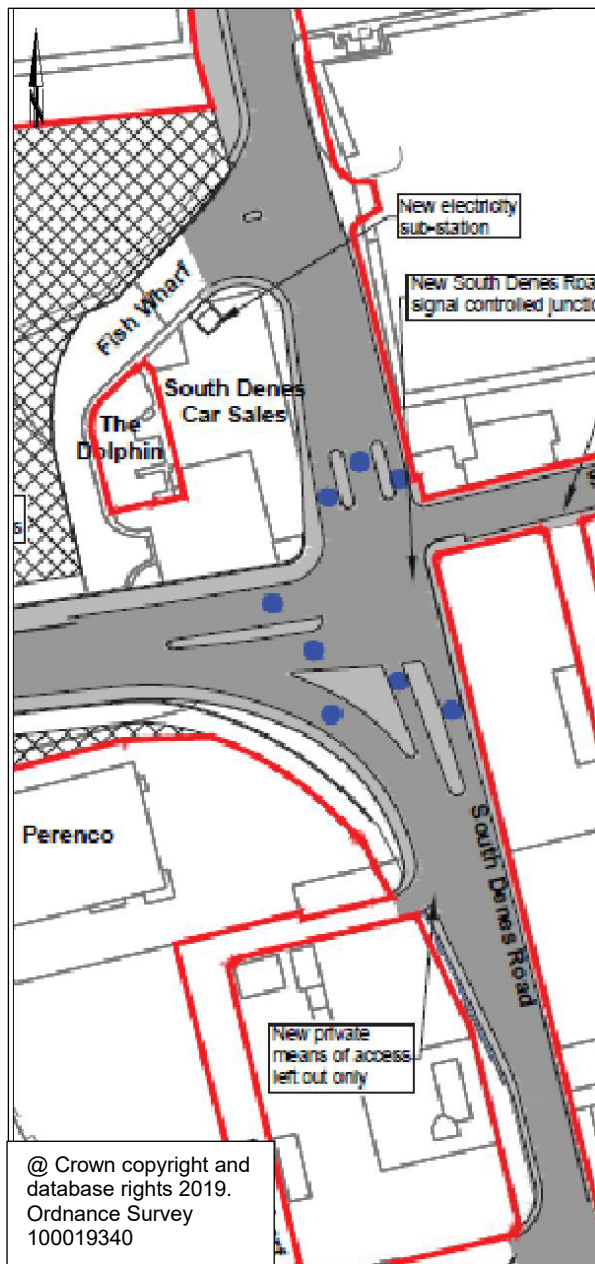 N
New electricity
sub-station
Fish Wharf
New South Denes Roa
signal controlled junctio
South Denes
Car Sales
The
Dolphin
s
S
Perenco
South Denes Road
New private
means of access
left out only
@ Crown copyright and
database rights 2019.
Ordnance Survey
100019340